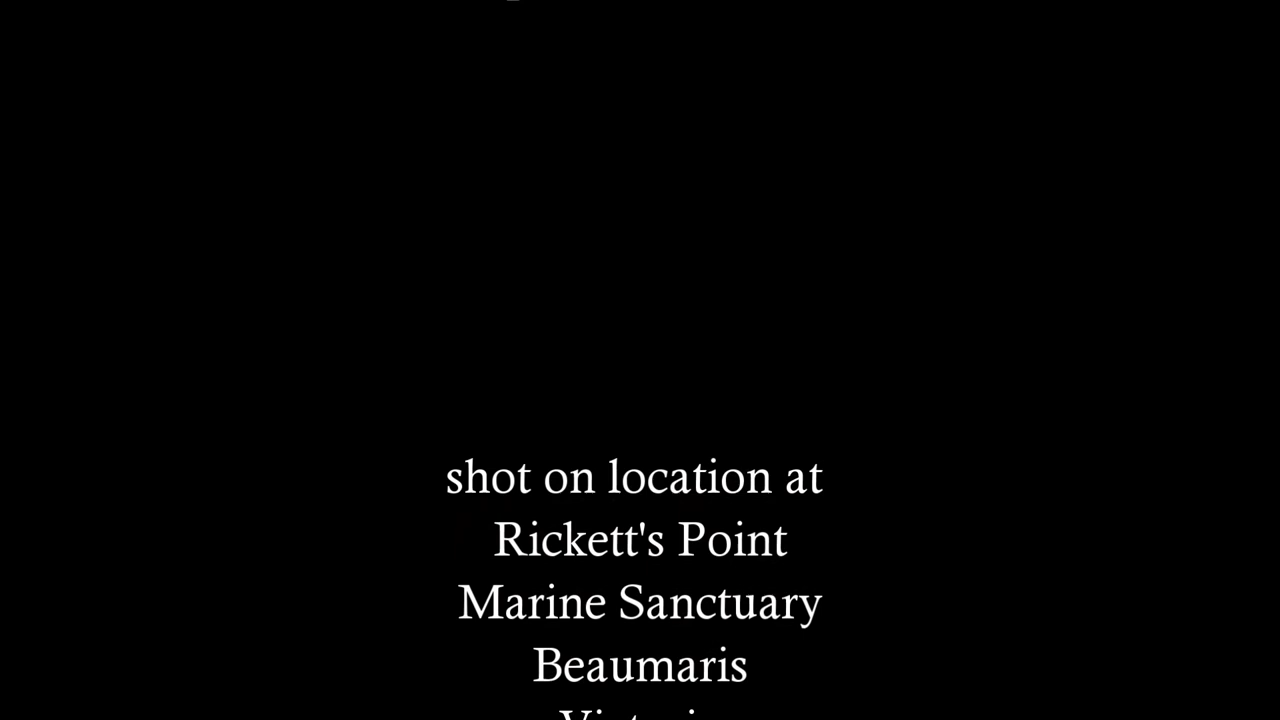 shot on location at
Rickett's Point
Marine Sanctuary
Beaumaris